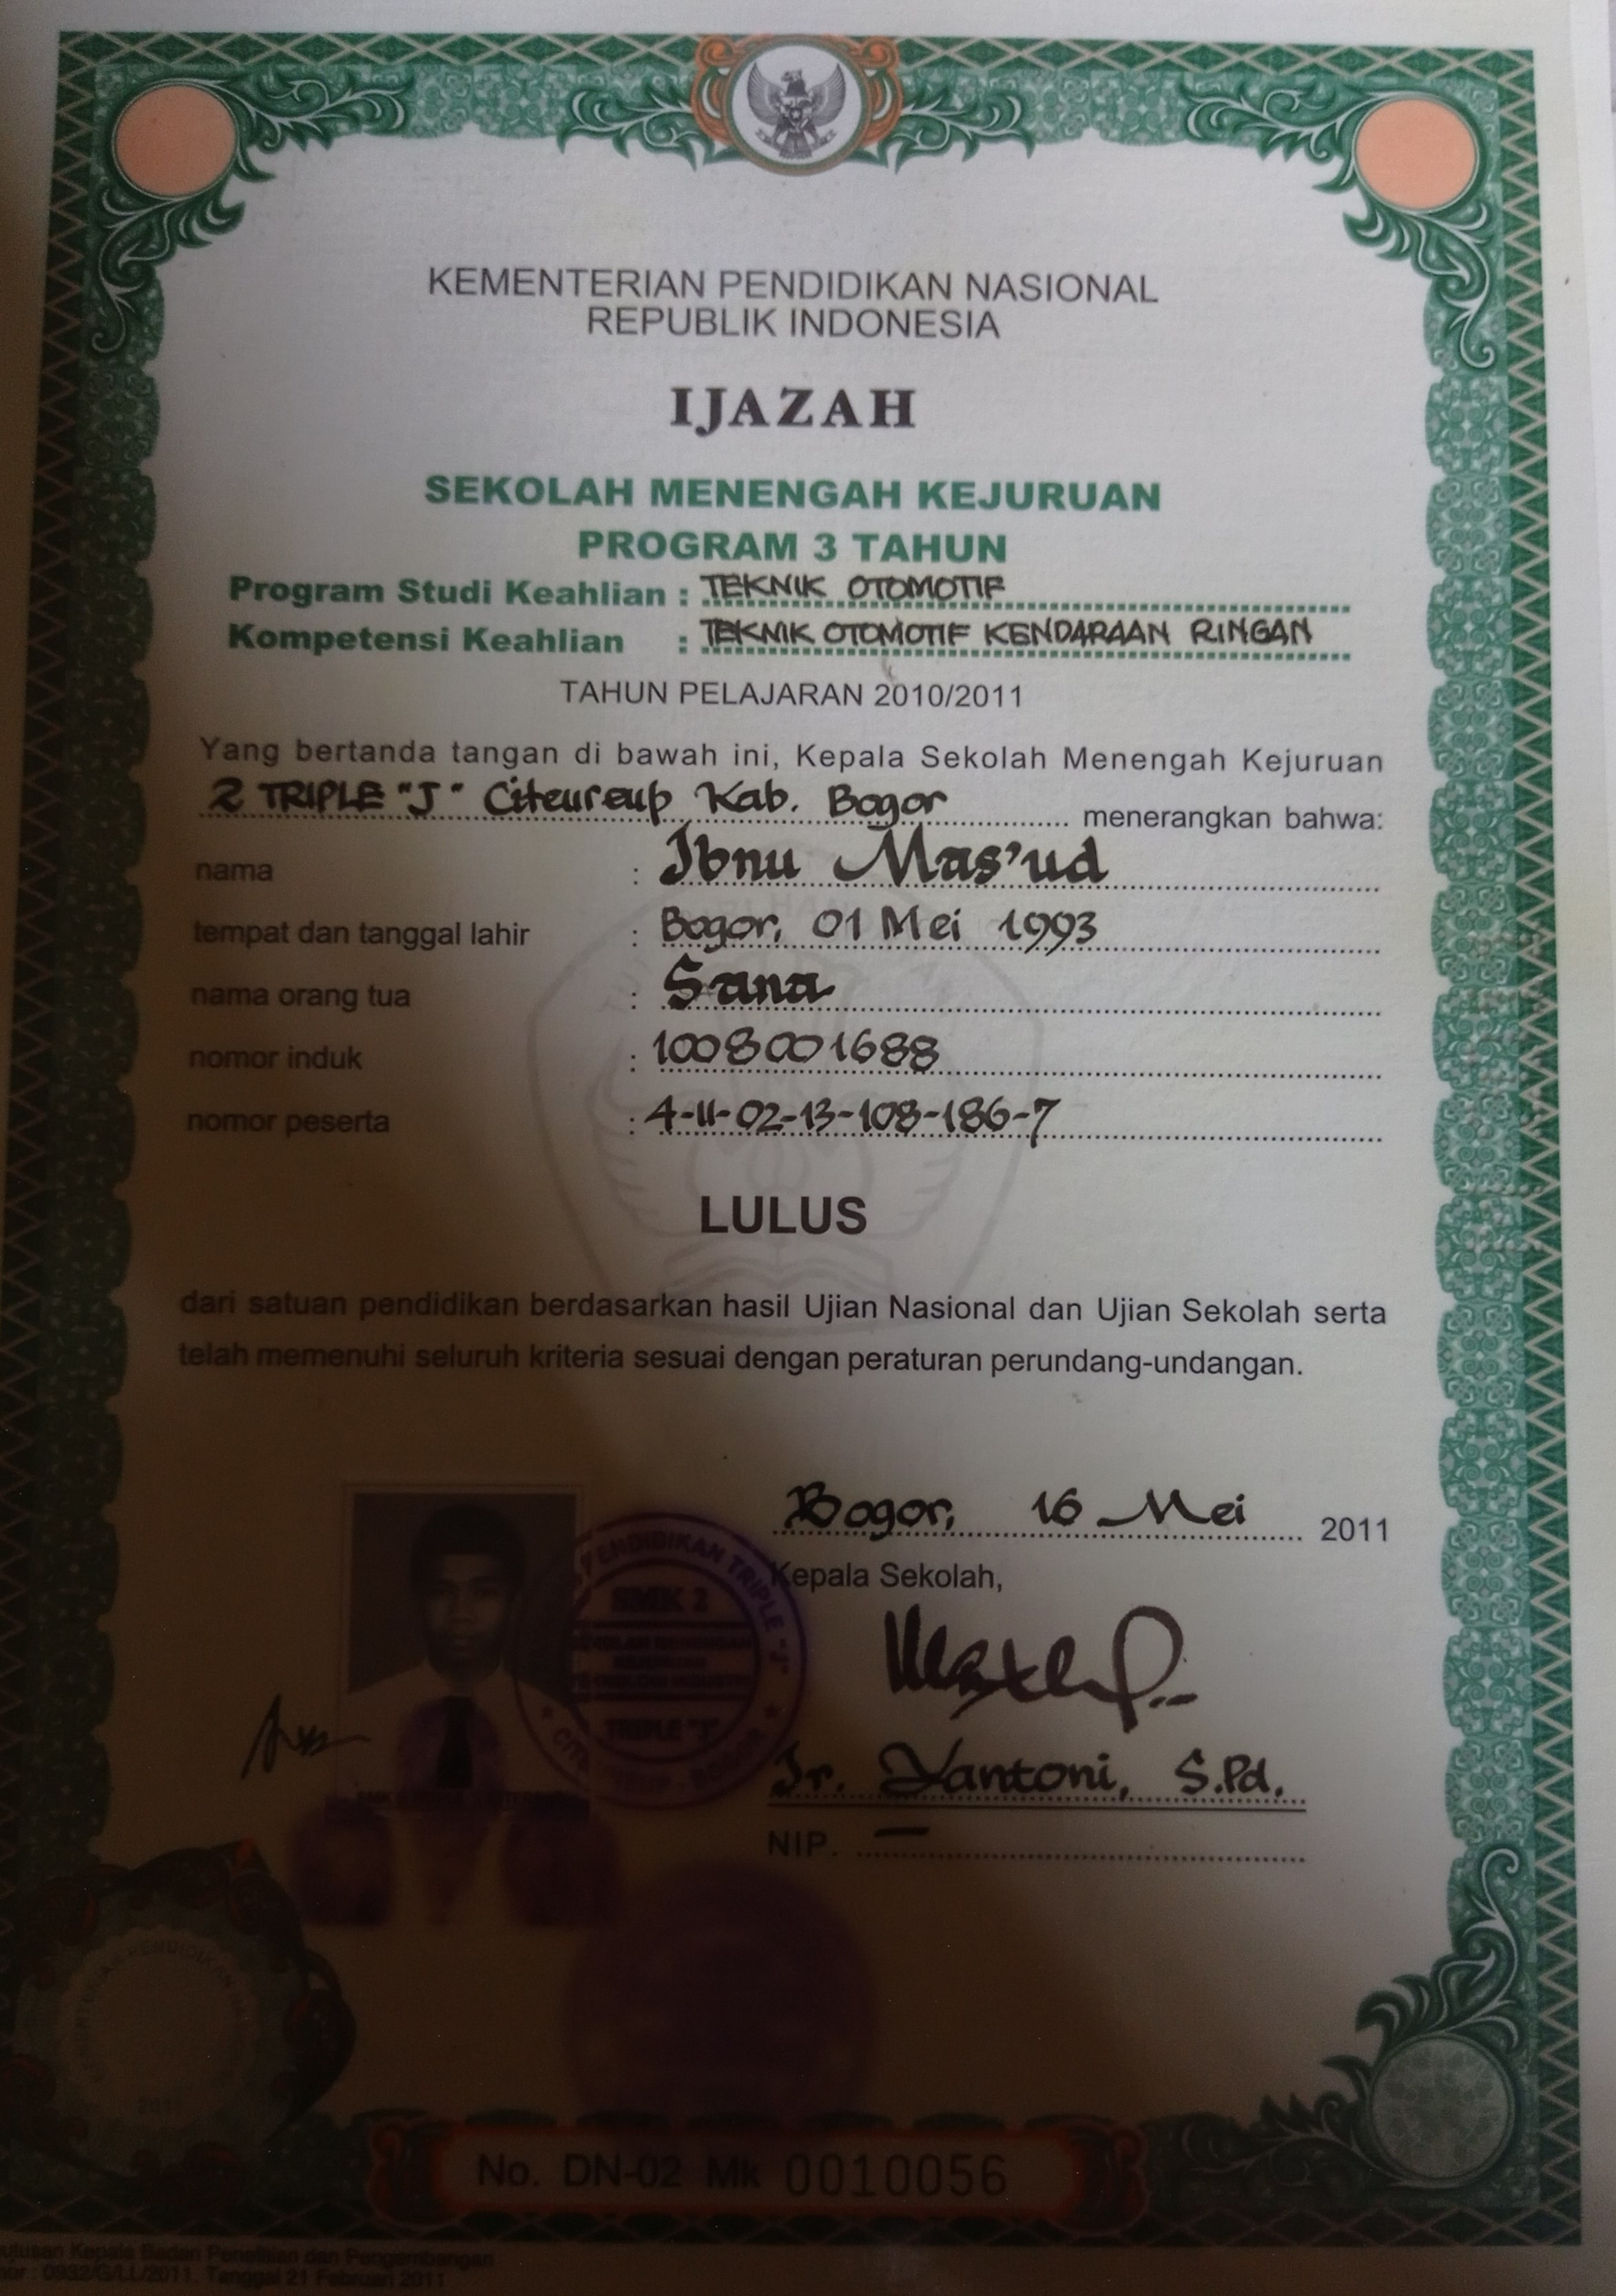 KEMENTERIAN PENDIDIKAN NASIONAL
REPUBLIK INDONESIA
IJAZAH
SEKOLAH MENENGAH KEJURUAN
PROGRAM 3 TAHUN
Program Studi Keahlian : TEKNIK OTOMOTIF
Kompetensi Keahlian : TEKNIK OTOMOTIF KENDARAAN RINGAN
TAHUN PELAJARAN 2010/2011
Yang bertanda tangan di bawah ini, Kepala Sekolah Menengah Kejuruan
2 TRIPLE "J" Citeureup Kab. Bogor menerangkan bahwa:
nama : Ibnu Mas'ud
tempat dan tanggal lahir : Bogor, 01 Mei 1993
nama orang tua : Sana
nomor induk : 1008001688
nomor peserta : 4-11-02-13-108-186-7
LULUS
dari satuan pendidikan berdasarkan hasil Ujian Nasional dan Ujian Sekolah serta
telah memenuhi seluruh kriteria sesuai dengan peraturan perundang-undangan.
Bogor, 16 Mei 2011
Kepala Sekolah,
PENDIDIKAN TRIPLE "J"
SMK 2
TRIPLE "J"
BOGOR
Ir. Yantoni, S.Pd.
NIP. —
2011
No. DN-02 Mk 0010056
Kepala Badan Penelitian dan Pengembangan
: 0932/G/LL/2011, Tanggal 21 Februari 2011